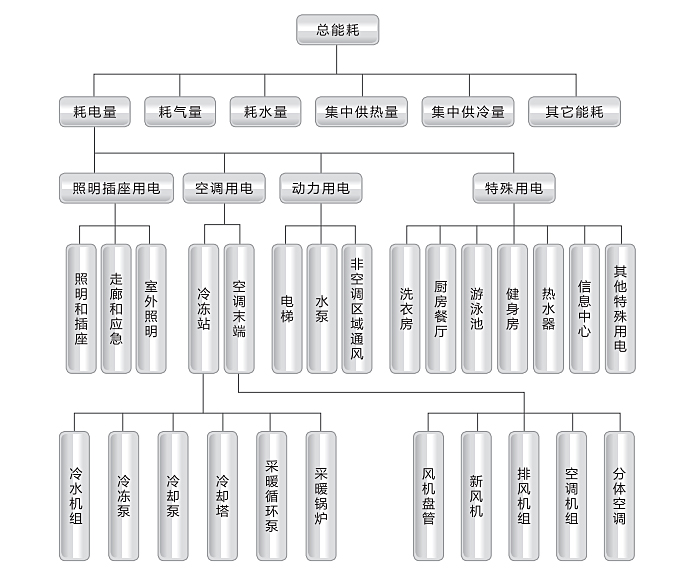 总能耗
耗电量
耗气量
耗水量
集中供热量
集中供冷量
其它能耗
照明插座用电
空调用电
动力用电
特殊用电
照明和插座
走廊和应急
室外照明
冷冻站
空调末端
电梯
水泵
非空调区域通风
洗衣房
厨房餐厅
游泳池
健身房
热水器
信息中心
其他特殊用电
冷水机组
冷冻泵
冷却泵
冷却塔
采暖循环泵
采暖锅炉
风机盘管
新风机
排风机组
空调机组
分体空调